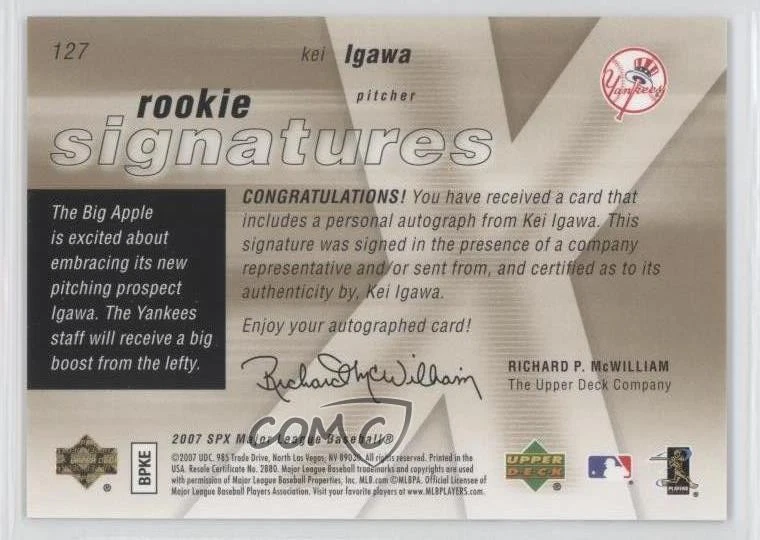 127
kei Igawa
pitcher
Yankees
rookie
signatures
The Big Apple
is excited about
embracing its new
pitching prospect
Igawa. The Yankees
staff will receive a big
boost from the lefty.
CONGRATULATIONS! You have received a card that
includes a personal autograph from Kei Igawa. This
signature was signed in the presence of a company
representative and/or sent from, and certified as to its
authenticity by, Kei Igawa.
Enjoy your autographed card!
Richard McWilliam
RICHARD P. McWILLIAM
The Upper Deck Company
COMC
BPKE
2007 SPX Major League Baseball®
©2007 UDC. 985 Trade Drive, North Las Vegas, NV 89030. All rights reserved. Printed in the
USA. Resale Certificate No. 2880. Major League Baseball trademarks and copyrights are used
with permission of Major League Baseball Properties, Inc. MLB.com ©MLBPA. Official Licensee of
Major League Baseball Players Association. Visit your favorite players at www.MLBPLAYERS.com.
UPPER
DECK
PLAYERS